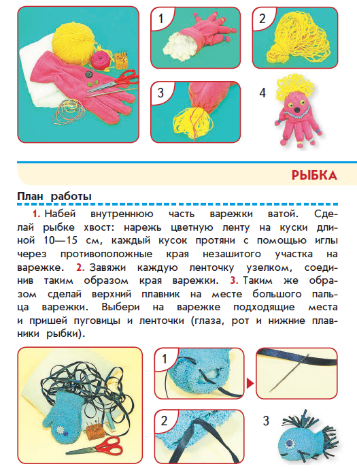 1
2
3
4
РЫБКА
План работы
1. Набей внутреннюю часть варежки ватой. Сде-
лай рыбке хвост: нарежь цветную ленту на куски дли-
ной 10—15 см, каждый кусок протяни с помощью иглы
через противоположные края незашитого участка на
варежке. 2. Завяжи каждую ленточку узелком, соеди-
нив таким образом края варежки. 3. Таким же обра-
зом сделай верхний плавник на месте большого паль-
ца варежки. Выбери на варежке подходящие места
и пришей пуговицы и ленточки (глаза, рот и нижние плав-
ники рыбки).
1
2
3